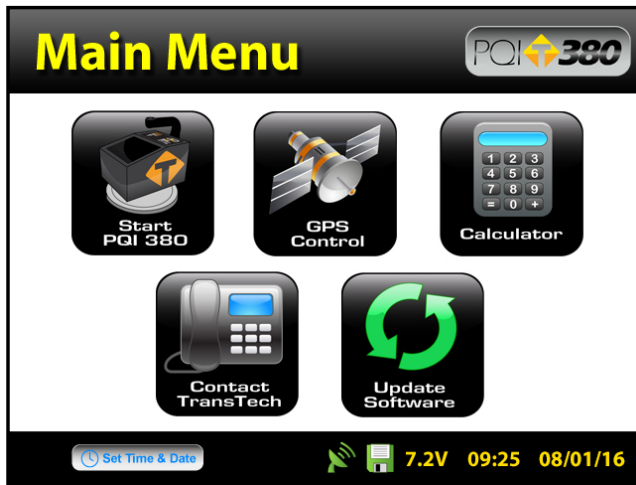 Main Menu
PQI T 380
T
Start
PQI 380
GPS
Control
1 2 3
4 5 6
7 8 9
= 0 +
Calculator
Contact
TransTech
Update
Software
Set Time & Date
7.2V 09:25 08/01/16